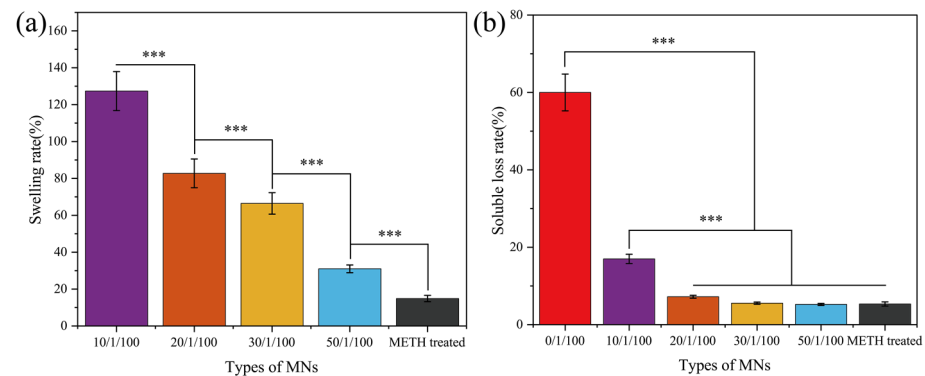 (a)
Swelling rate(%)
160
140
120
100
80
60
40
20
0
***
***
***
***
10/1/100 20/1/100 30/1/100 50/1/100 METH treated
Types of MNs
(b)
Soluble loss rate(%)
80
60
40
20
0
***
***
0/1/100 10/1/100 20/1/100 30/1/100 50/1/100 METH treated
Types of MNs